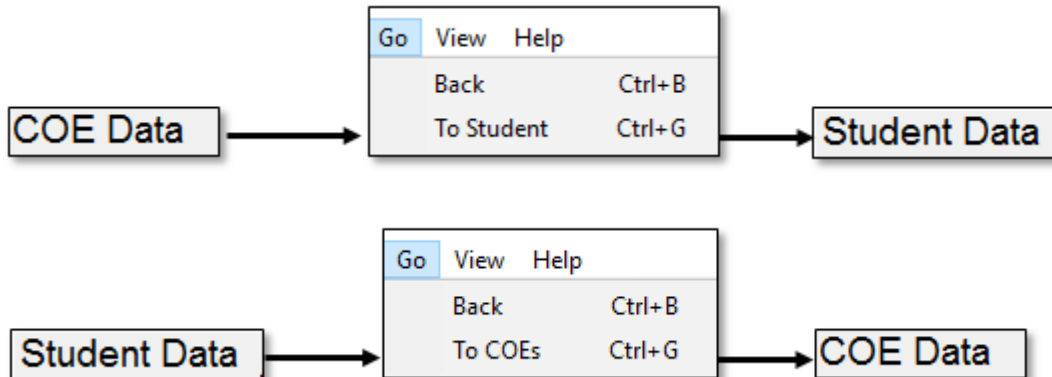 Go View Help
Back Ctrl+B
COE Data
To Student Ctrl+G
Student Data
Go View Help
Back Ctrl+B
Student Data
To COEs Ctrl+G
COE Data